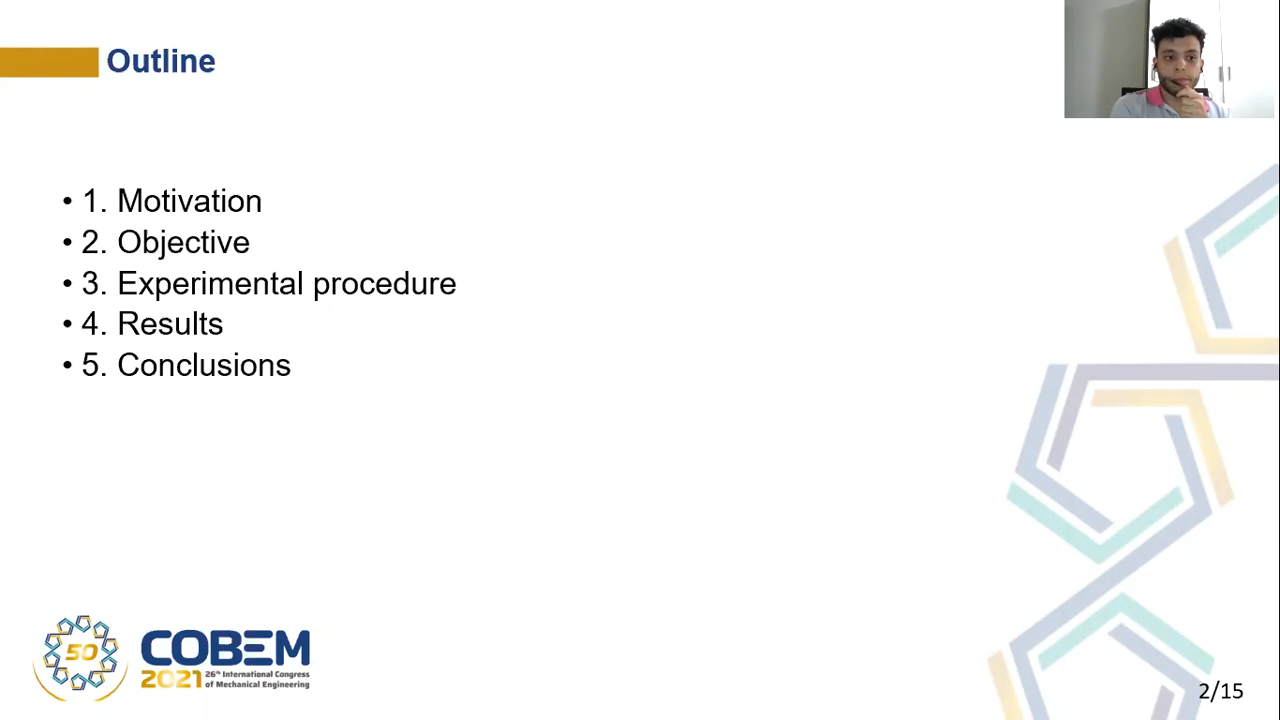 Outline
• 1. Motivation
• 2. Objective
• 3. Experimental procedure
• 4. Results
• 5. Conclusions
50
COBEM
2021 26th International Congress
of Mechanical Engineering
2/15